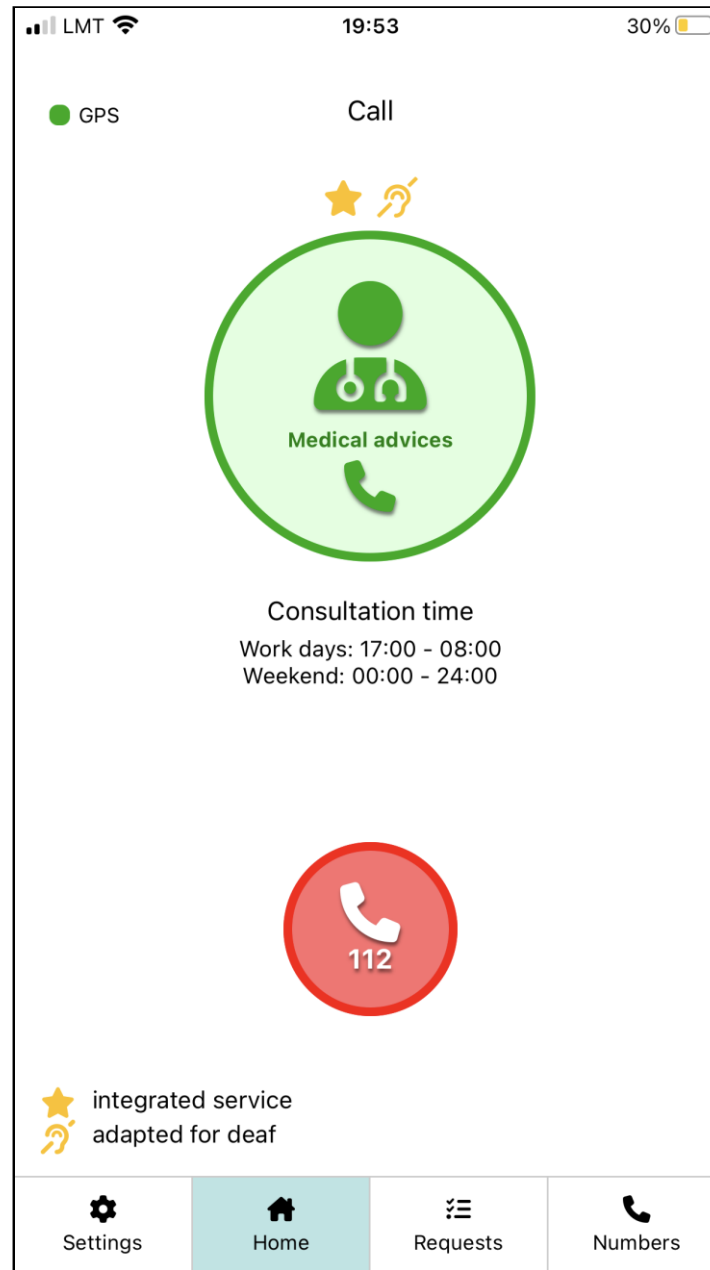 LMT 19:53 30%
GPS Call
Medical advices
Consultation time
Work days: 17:00 - 08:00
Weekend: 00:00 - 24:00
112
integrated service
adapted for deaf
Settings Home Requests Numbers